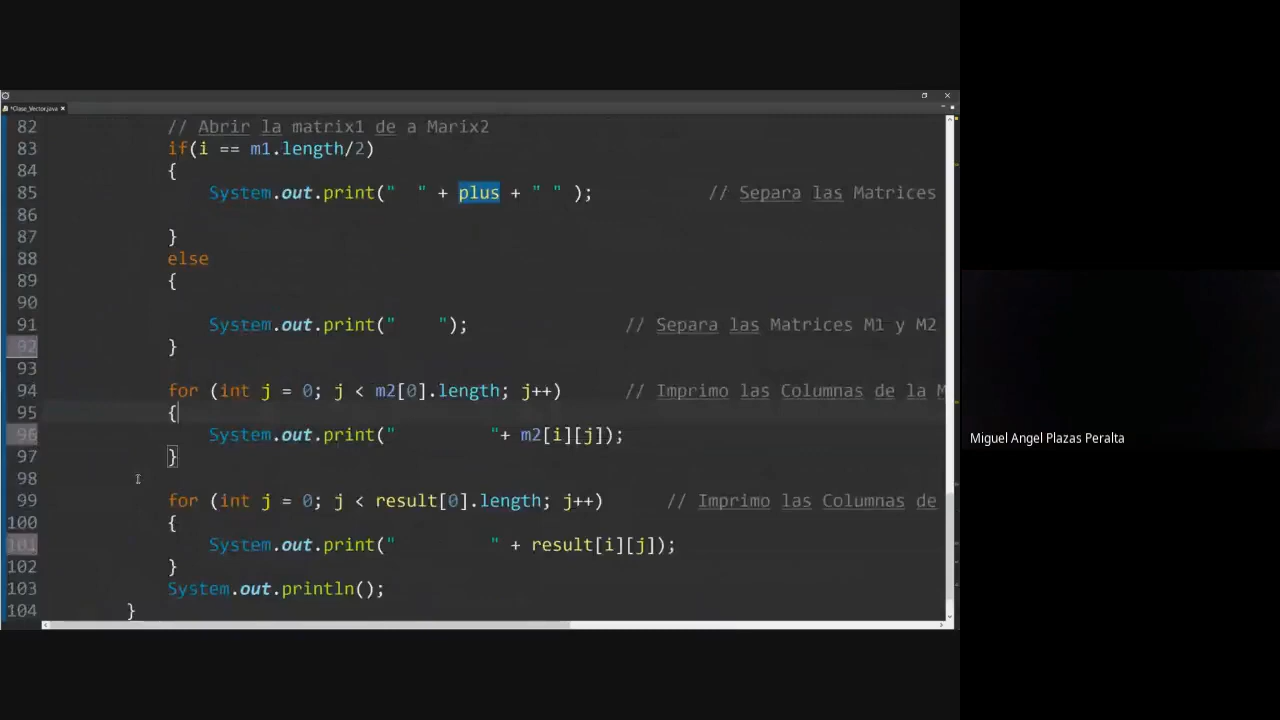 *Clase_Vector.java
82 // Abrir la matrix1 de a Marix2
83 if(i == m1.length/2)
84 {
85 System.out.print("  " + plus + " " ); // Separa las Matrices
86
87 }
88 else
89 {
90
91 System.out.print("    "); // Separa las Matrices M1 y M2
92 }
93
94 for (int j = 0; j < m2[0].length; j++) // Imprimo las Columnas de la M
95 {
96 System.out.print("         "+ m2[i][j]);
97 }
98
99 for (int j = 0; j < result[0].length; j++) // Imprimo las Columnas de
100 {
101 System.out.print("         " + result[i][j]);
102 }
103 System.out.println();
104 }
Miguel Angel Plazas Peralta